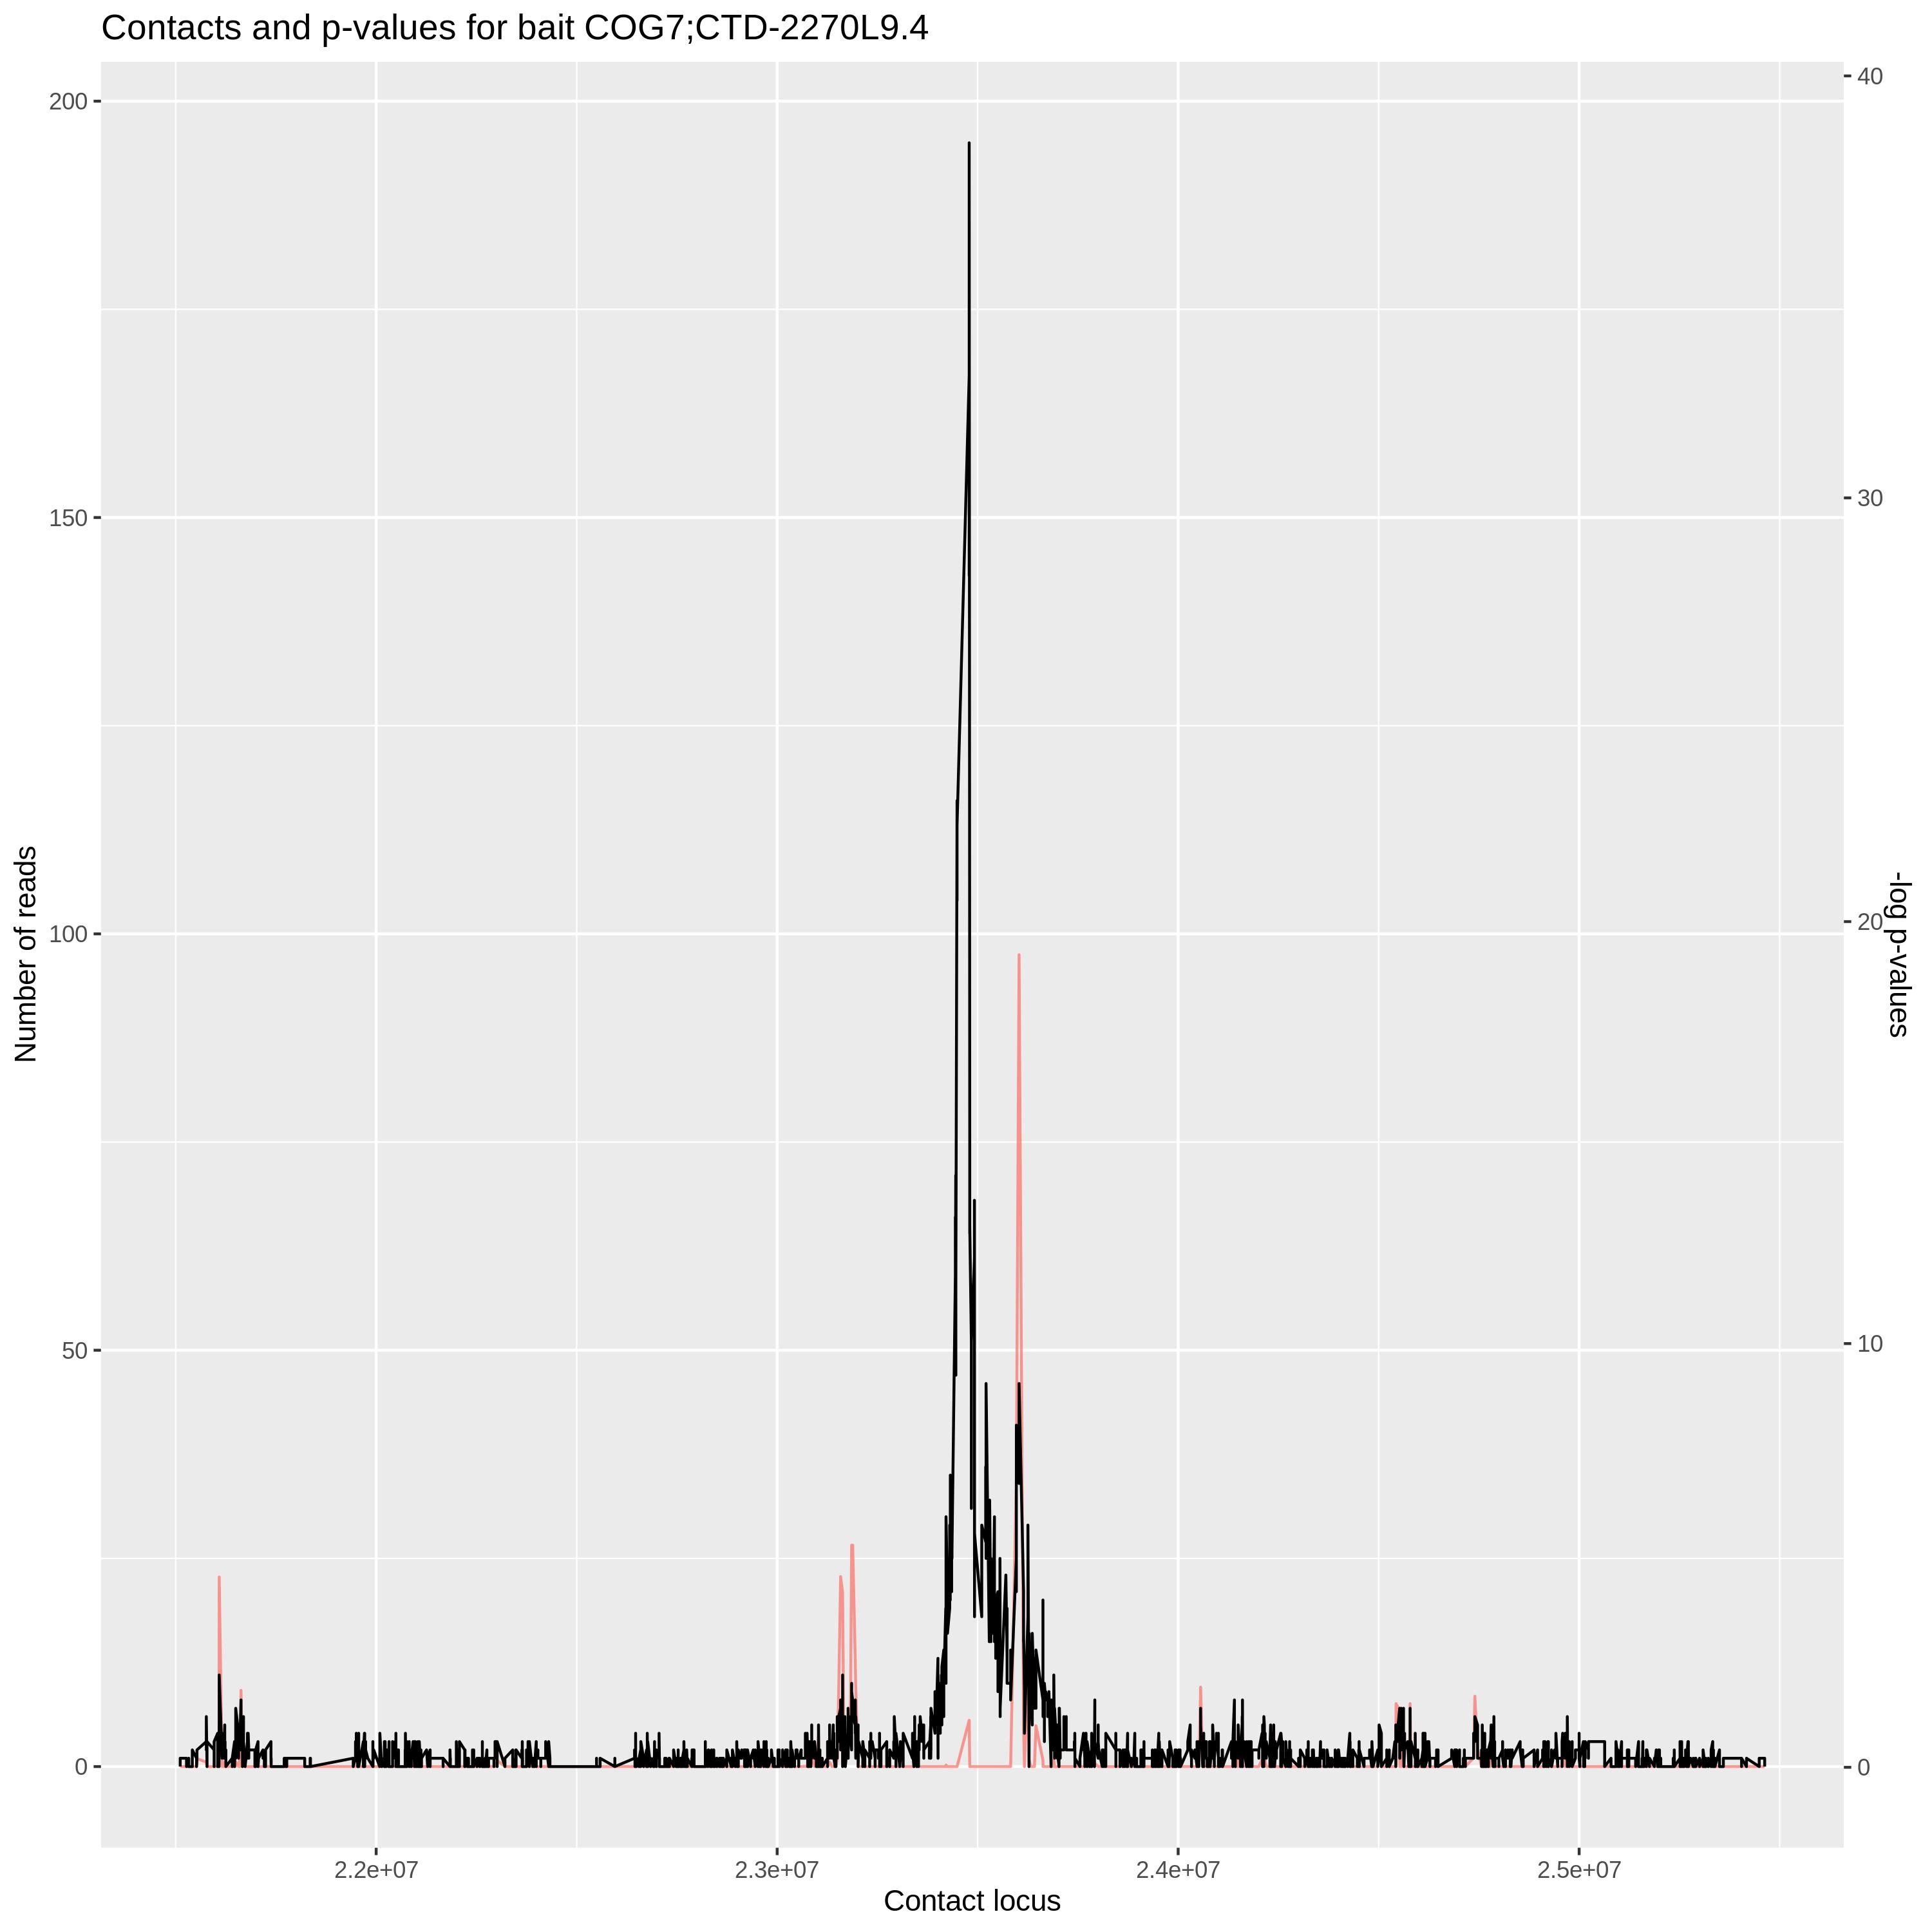 Contacts and p-values for bait COG7;CTD-2270L9.4
200
150
100
50
0
Number of reads
40
30
20
10
0
-log p-values
2.2e+07
2.3e+07
2.4e+07
2.5e+07
Contact locus